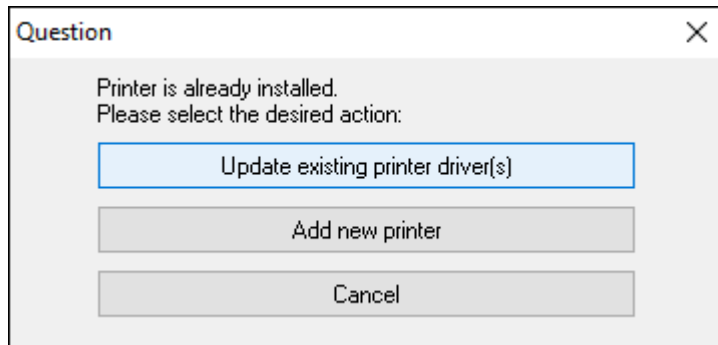 Question
Printer is already installed.
Please select the desired action:
Update existing printer driver(s)
Add new printer
Cancel